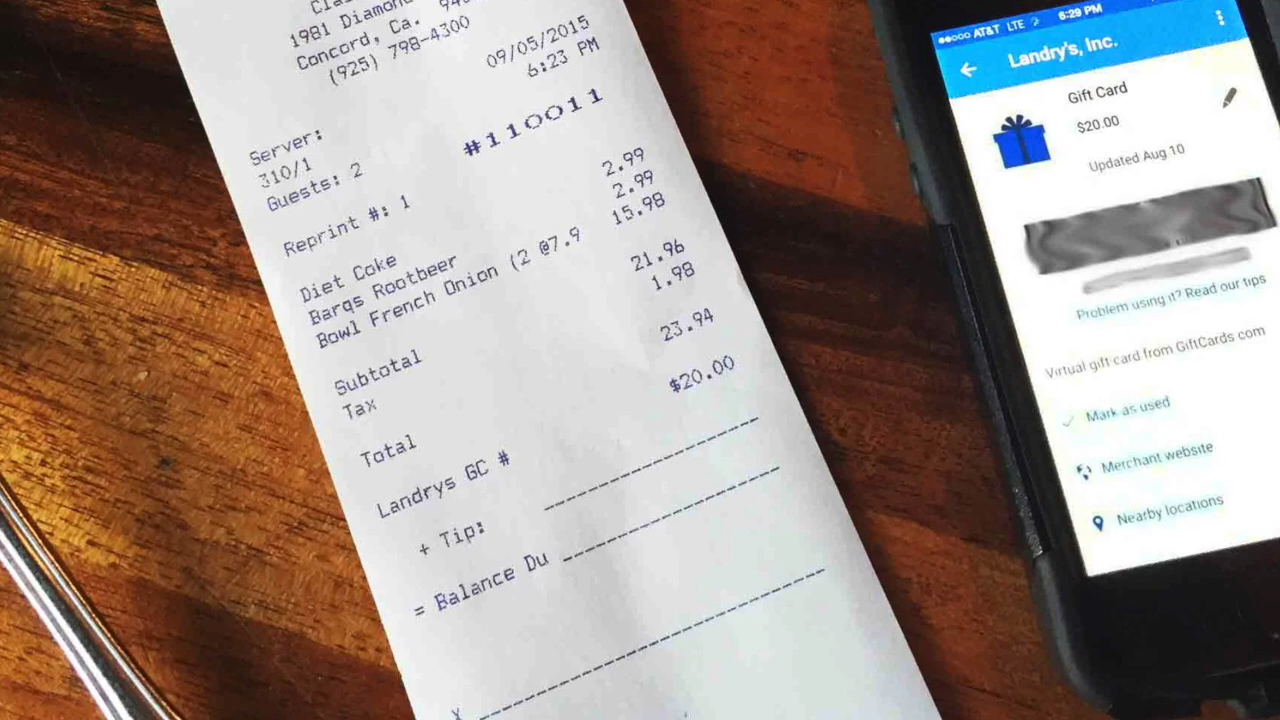 1981 Diamond
Concord, Ca.
(925) 798-4300
09/05/2015
6:23 PM
Server:
310/1
#110011
Guests: 2
Reprint #: 1
Diet Coke 2.99
Barqs Rootbeer 2.99
Bowl French Onion (2 @7.9 15.98
Subtotal 21.96
Tax 1.98
Total 23.94
Landrys GC # $20.00
+ Tip:
= Balance Du
X
AT&T LTE 6:29 PM
Landry's, Inc.
Gift Card
$20.00
Updated Aug 10
Problem using it? Read our tips
Virtual gift card from GiftCards com
Mark as used
Merchant website
Nearby locations